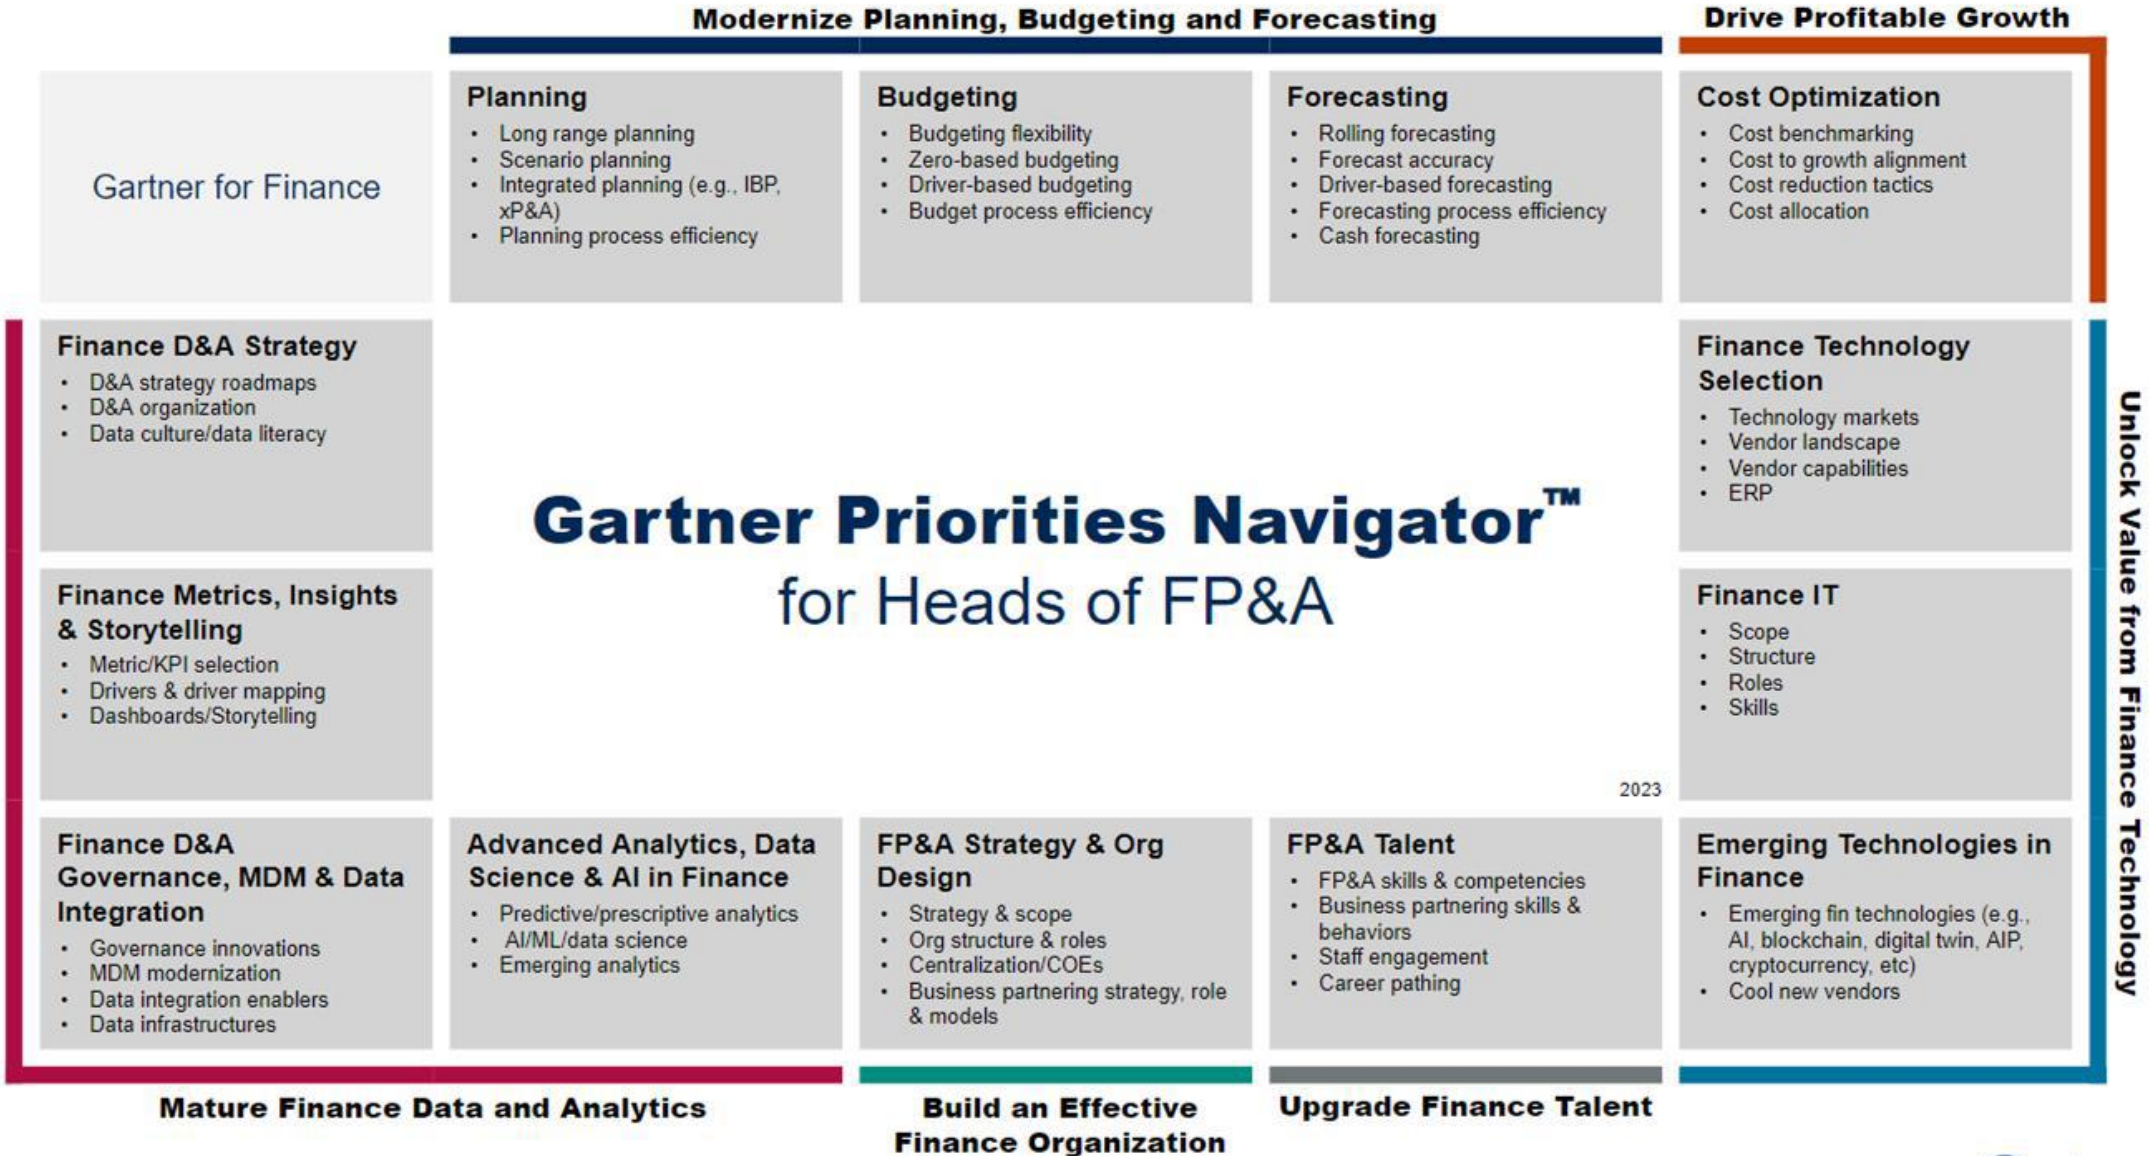 Modernize Planning, Budgeting and Forecasting
Drive Profitable Growth
Gartner for Finance
Planning
• Long range planning
• Scenario planning
• Integrated planning (e.g., IBP,
xP&A)
• Planning process efficiency
Budgeting
• Budgeting flexibility
• Zero-based budgeting
• Driver-based budgeting
• Budget process efficiency
Forecasting
• Rolling forecasting
• Forecast accuracy
• Driver-based forecasting
• Forecasting process efficiency
• Cash forecasting
Cost Optimization
• Cost benchmarking
• Cost to growth alignment
• Cost reduction tactics
• Cost allocation
Finance D&A Strategy
• D&A strategy roadmaps
• D&A organization
• Data culture/data literacy
Gartner Priorities Navigator™
for Heads of FP&A
2023
Finance Technology
Selection
• Technology markets
• Vendor landscape
• Vendor capabilities
• ERP
Unlock Value from Finance Technology
Finance Metrics, Insights
& Storytelling
• Metric/KPI selection
• Drivers & driver mapping
• Dashboards/Storytelling
Finance IT
• Scope
• Structure
• Roles
• Skills
Finance D&A
Governance, MDM & Data
Integration
• Governance innovations
• MDM modernization
• Data integration enablers
• Data infrastructures
Advanced Analytics, Data
Science & AI in Finance
• Predictive/prescriptive analytics
• AI/ML/data science
• Emerging analytics
FP&A Strategy & Org
Design
• Strategy & scope
• Org structure & roles
• Centralization/COEs
• Business partnering strategy, role
& models
FP&A Talent
• FP&A skills & competencies
• Business partnering skills &
behaviors
• Staff engagement
• Career pathing
Emerging Technologies in
Finance
• Emerging fin technologies (e.g.,
AI, blockchain, digital twin, AIP,
cryptocurrency, etc)
• Cool new vendors
Mature Finance Data and Analytics
Build an Effective
Finance Organization
Upgrade Finance Talent